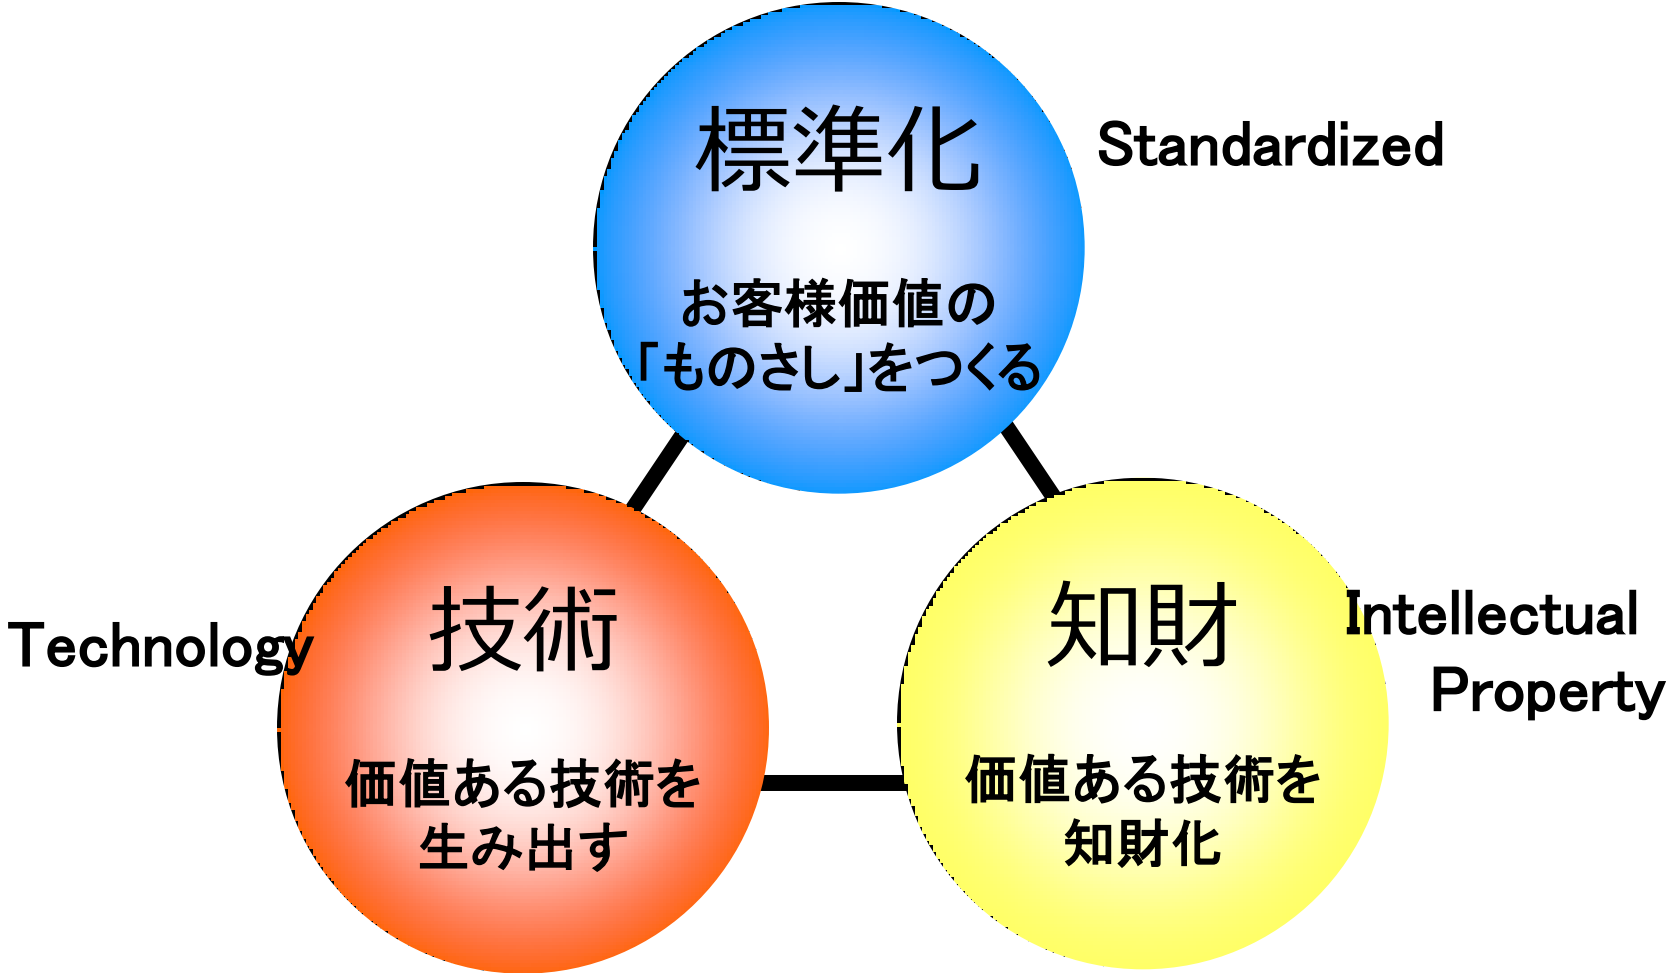 標準化
Standardized
お客様価値の
「ものさし」をつくる
技術
Technology
価値ある技術を
生み出す
知財
Intellectual
Property
価値ある技術を
知財化